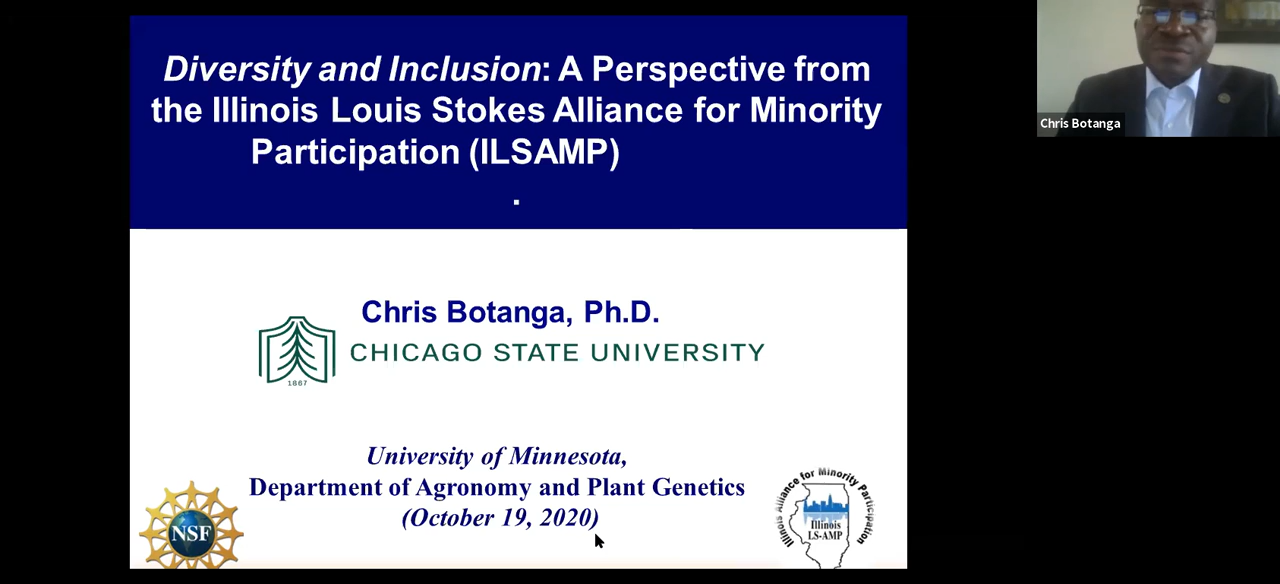 Diversity and Inclusion: A Perspective from
the Illinois Louis Stokes Alliance for Minority
Participation (ILSAMP)
.
Chris Botanga
Chris Botanga, Ph.D.
CHICAGO STATE UNIVERSITY
1867
University of Minnesota,
Department of Agronomy and Plant Genetics
(October 19, 2020)
NSF
Illinois Alliance for Minority Participation
Illinois
LS-AMP